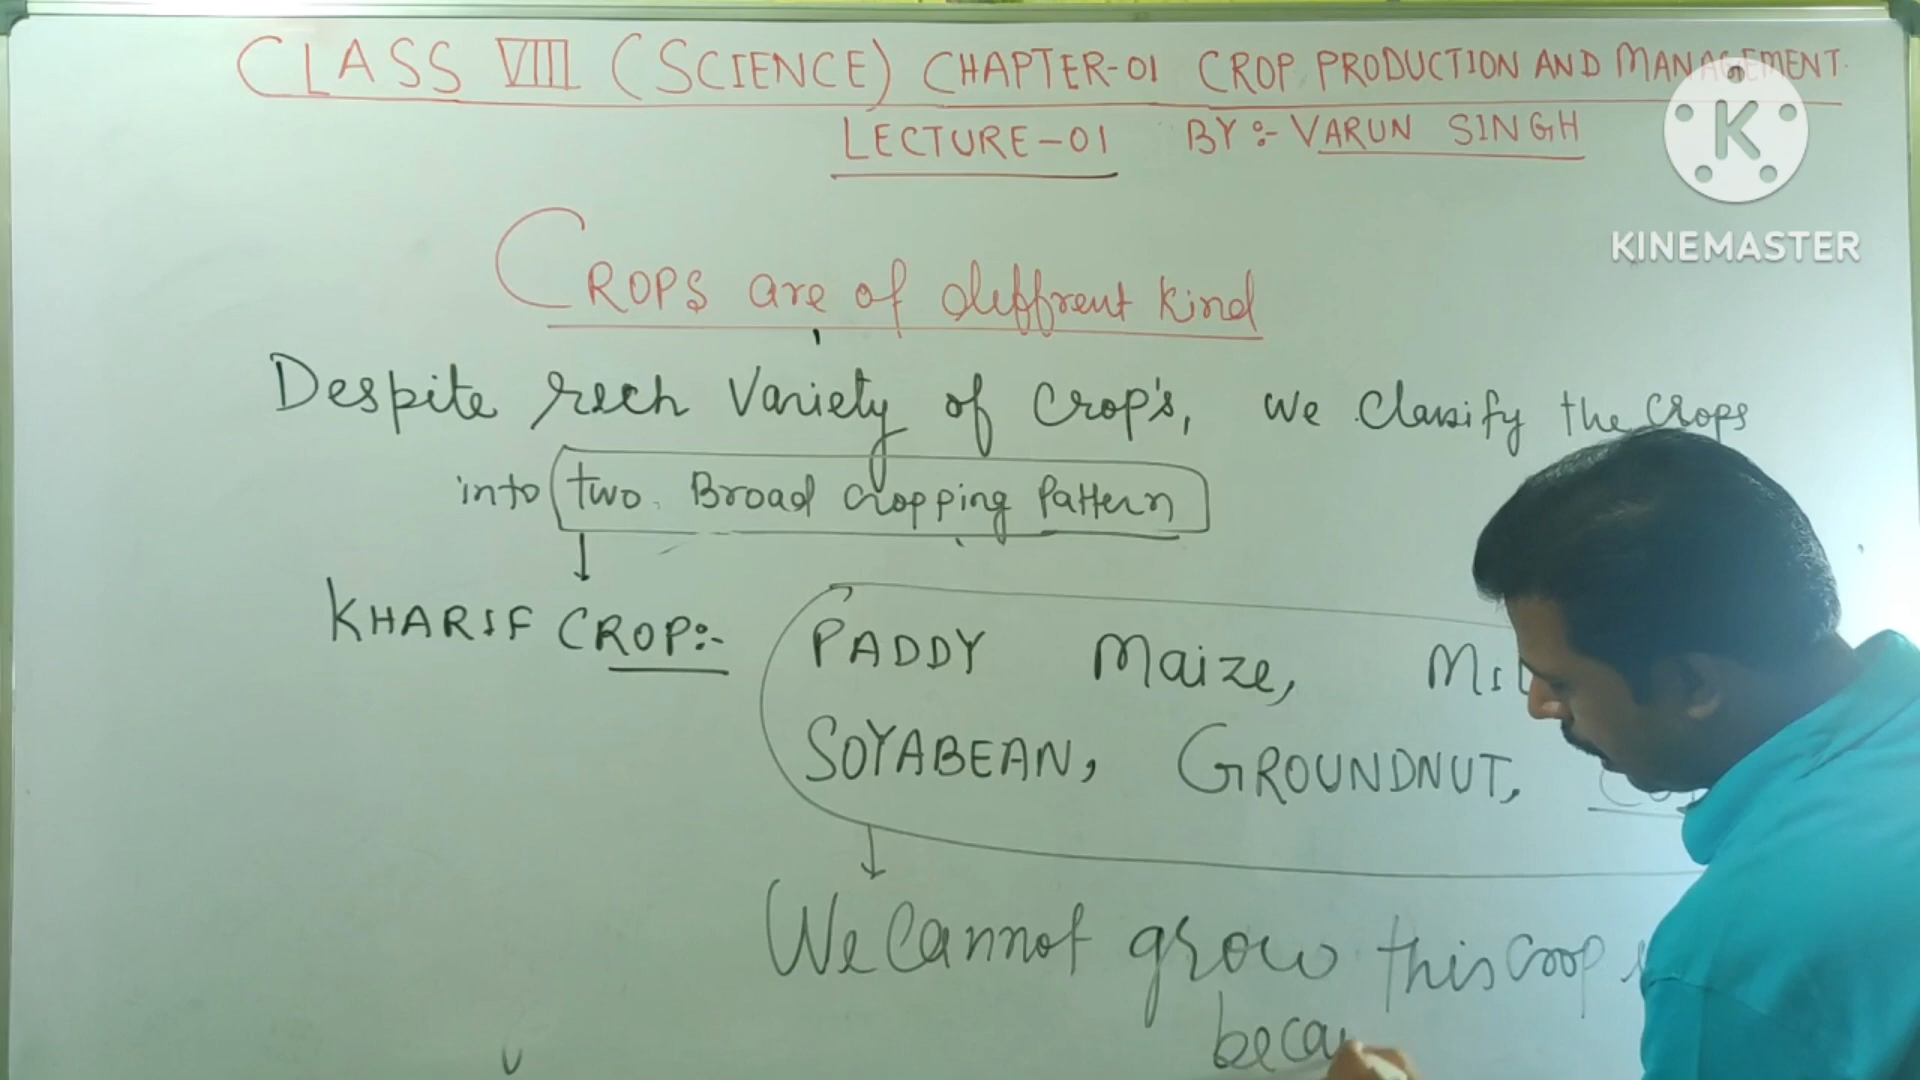 CLASS VIII (SCIENCE) CHAPTER-01 CROP PRODUCTION AND MANAGEMENT.
LECTURE-01 BY:- VARUN SINGH
K
KINEMASTER
CROPS are of diffrent kind
Despite rich Variety of Crop's, we Classify the Crops
into two Broad Cropping Pattern
KHARIF CROP:-
PADDY Maize,
SOYABEAN, GROUNDNUT,
We Cannot grow this crop